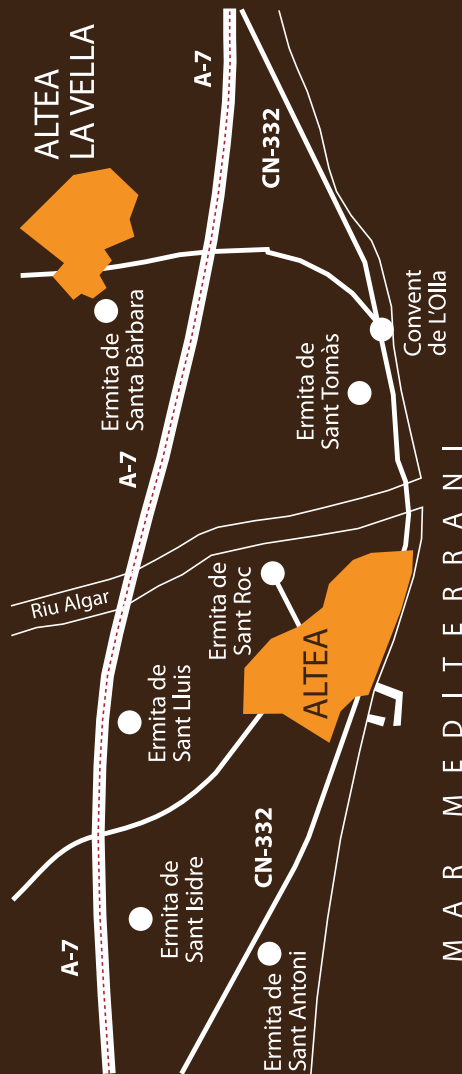 ALTEA
LA VELLA
A-7
CN-332
Ermita de
Santa Bàrbara
Convent
de L'Olla
Ermita de
Sant Tomàs
A-7
Riu Algar
Ermita de
Sant Roc
ALTEA
Ermita de
Sant Lluis
CN-332
Ermita de
Sant Isidre
A-7
Ermita de
Sant Antoni
MAR MEDITERRANI